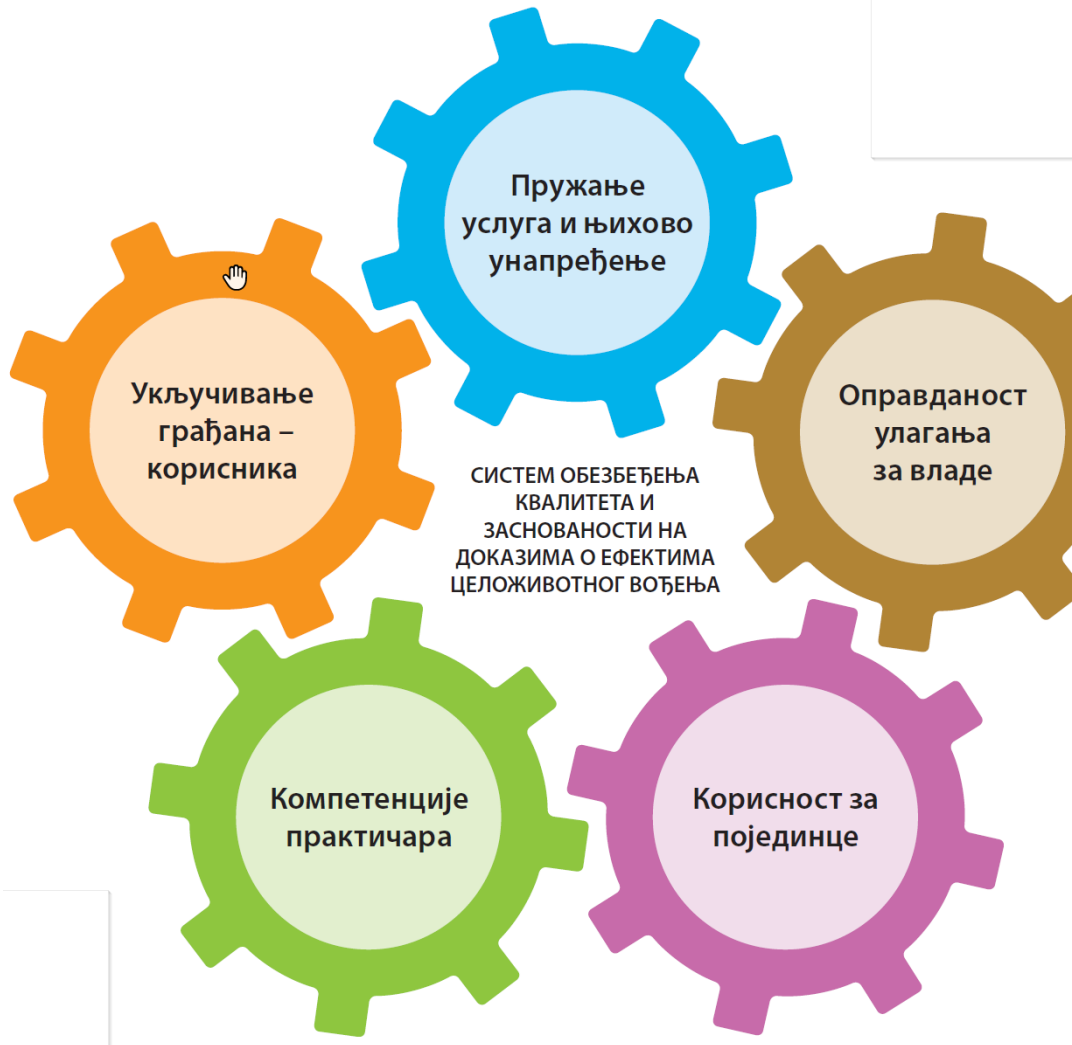 Пружање
услуга и њихово
унапређење
Укључивање
грађана –
корисника
Оправданост
улагања
за владе
СИСТЕМ ОБЕЗБЕЂЕЊА
КВАЛИТЕТА И
ЗАСНОВАНОСТИ НА
ДОКАЗИМА О ЕФЕКТИМА
ЦЕЛОЖИВОТНОГ ВОЂЕЊА
Компетенције
практичара
Корисност за
појединце